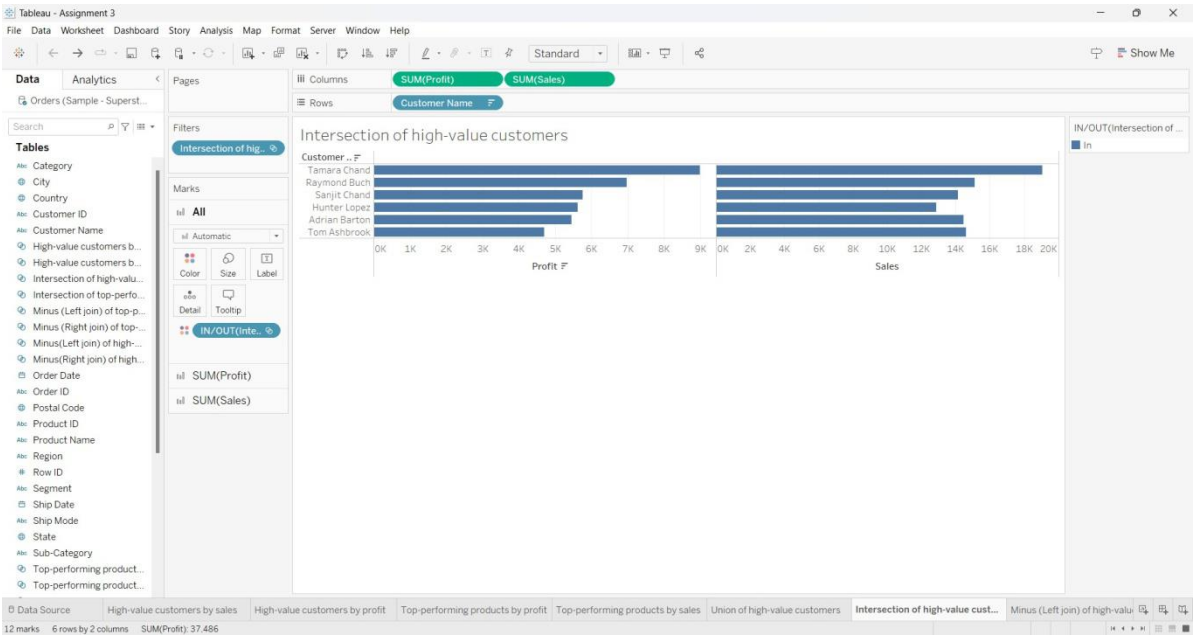 Tableau - Assignment 3
File Data Worksheet Dashboard Story Analysis Map Format Server Window Help
Standard
Show Me
Data Analytics
Orders (Sample - Superst...
Search
Tables
Category
City
Country
Customer ID
Customer Name
High-value customers b...
High-value customers b...
Intersection of high-valu...
Intersection of top-perfo...
Minus (Left join) of top-p...
Minus (Right join) of top-...
Minus(Left join) of high-...
Minus(Right join) of high...
Order Date
Order ID
Postal Code
Product ID
Product Name
Region
Row ID
Segment
Ship Date
Ship Mode
State
Sub-Category
Top-performing product...
Top-performing product...
Pages
Filters
Intersection of hig..
Marks
All
Automatic
Color Size Label
Detail Tooltip
IN/OUT(Inte..
SUM(Profit)
SUM(Sales)
Columns SUM(Profit) SUM(Sales)
Rows Customer Name
Intersection of high-value customers
Customer ..
Tamara Chand
Raymond Buch
Sanjit Chand
Hunter Lopez
Adrian Barton
Tom Ashbrook
0K 1K 2K 3K 4K 5K 6K 7K 8K 9K 0K 2K 4K 6K 8K 10K 12K 14K 16K 18K 20K
Profit Sales
IN/OUT(Intersection of ...
In
Data Source High-value customers by sales High-value customers by profit Top-performing products by profit Top-performing products by sales Union of high-value customers Intersection of high-value cust... Minus (Left join) of high-valu
12 marks 6 rows by 2 columns SUM(Profit): 37.486